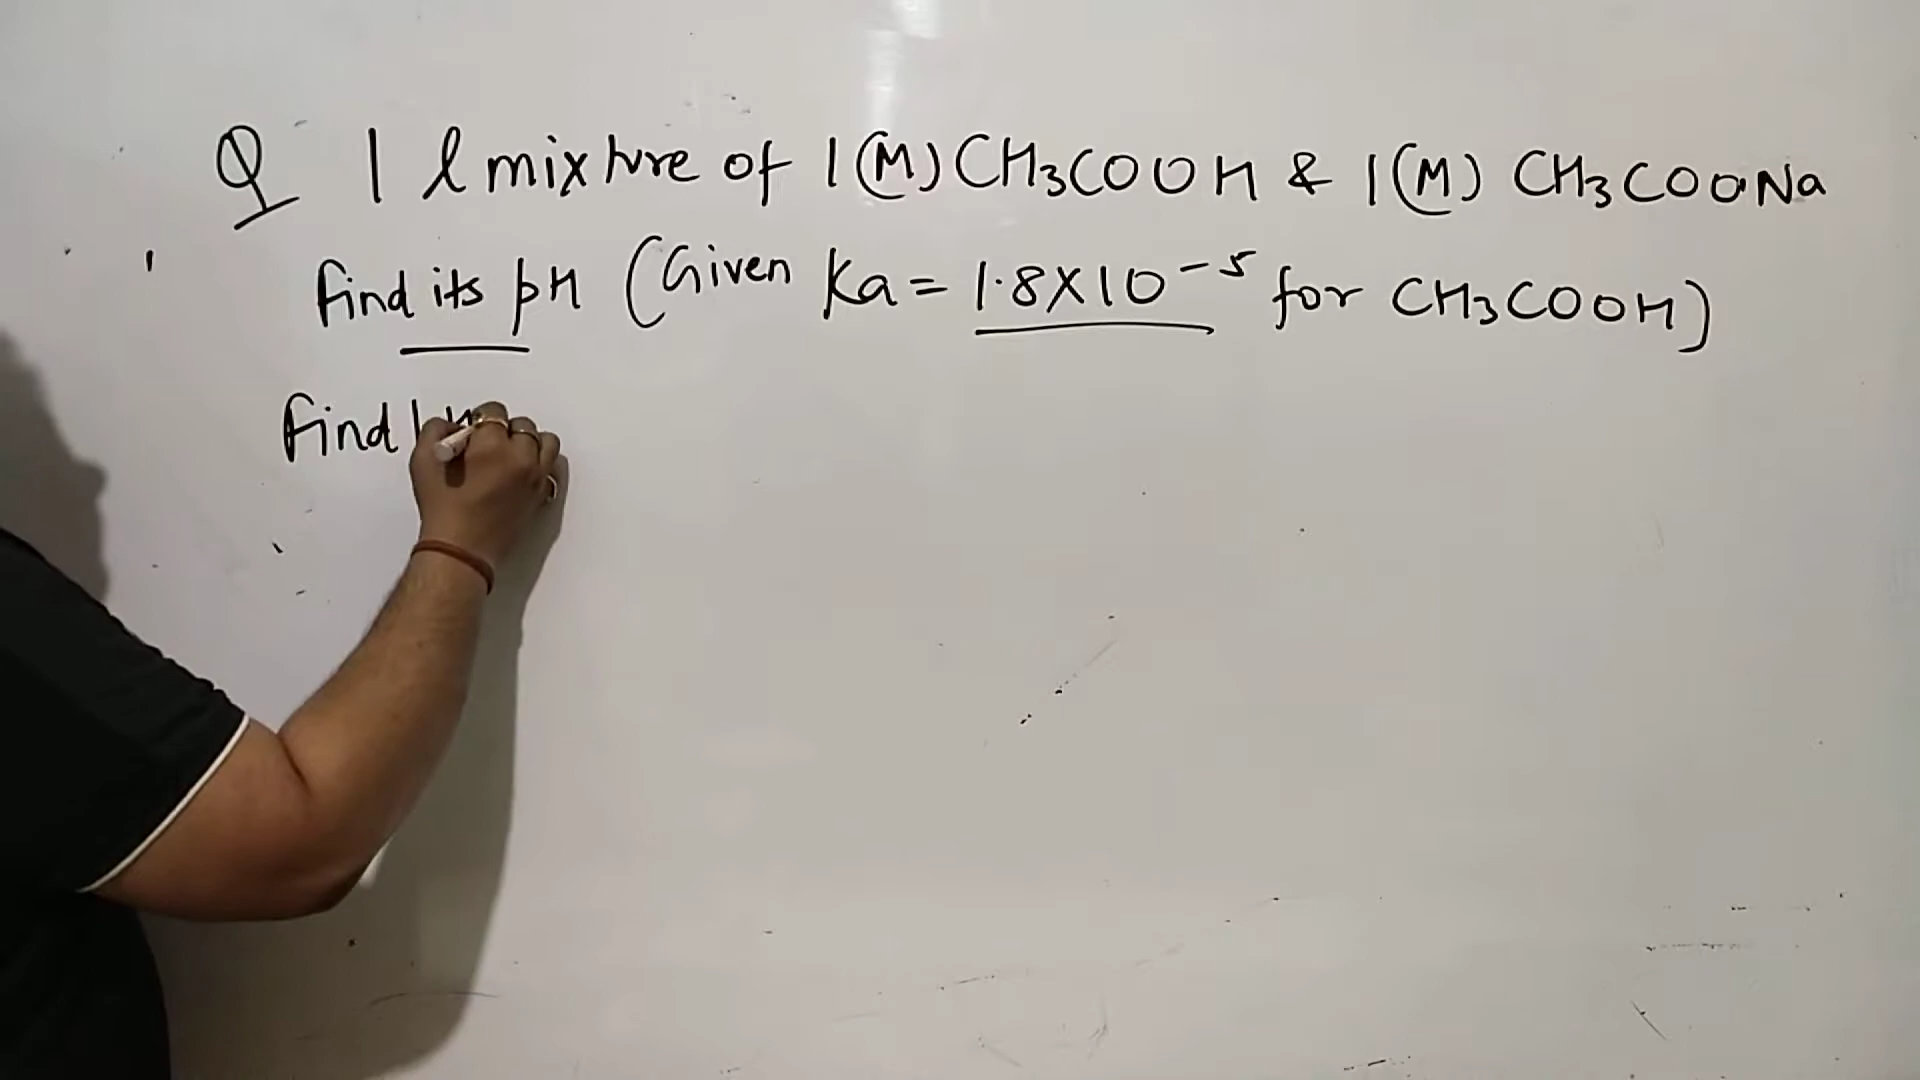 Q 1 l mixture of 1(M) CH3COOH & 1(M) CH3COONa
Find its pH (Given Ka = 1.8X10-5 for CH3COOH)
Find